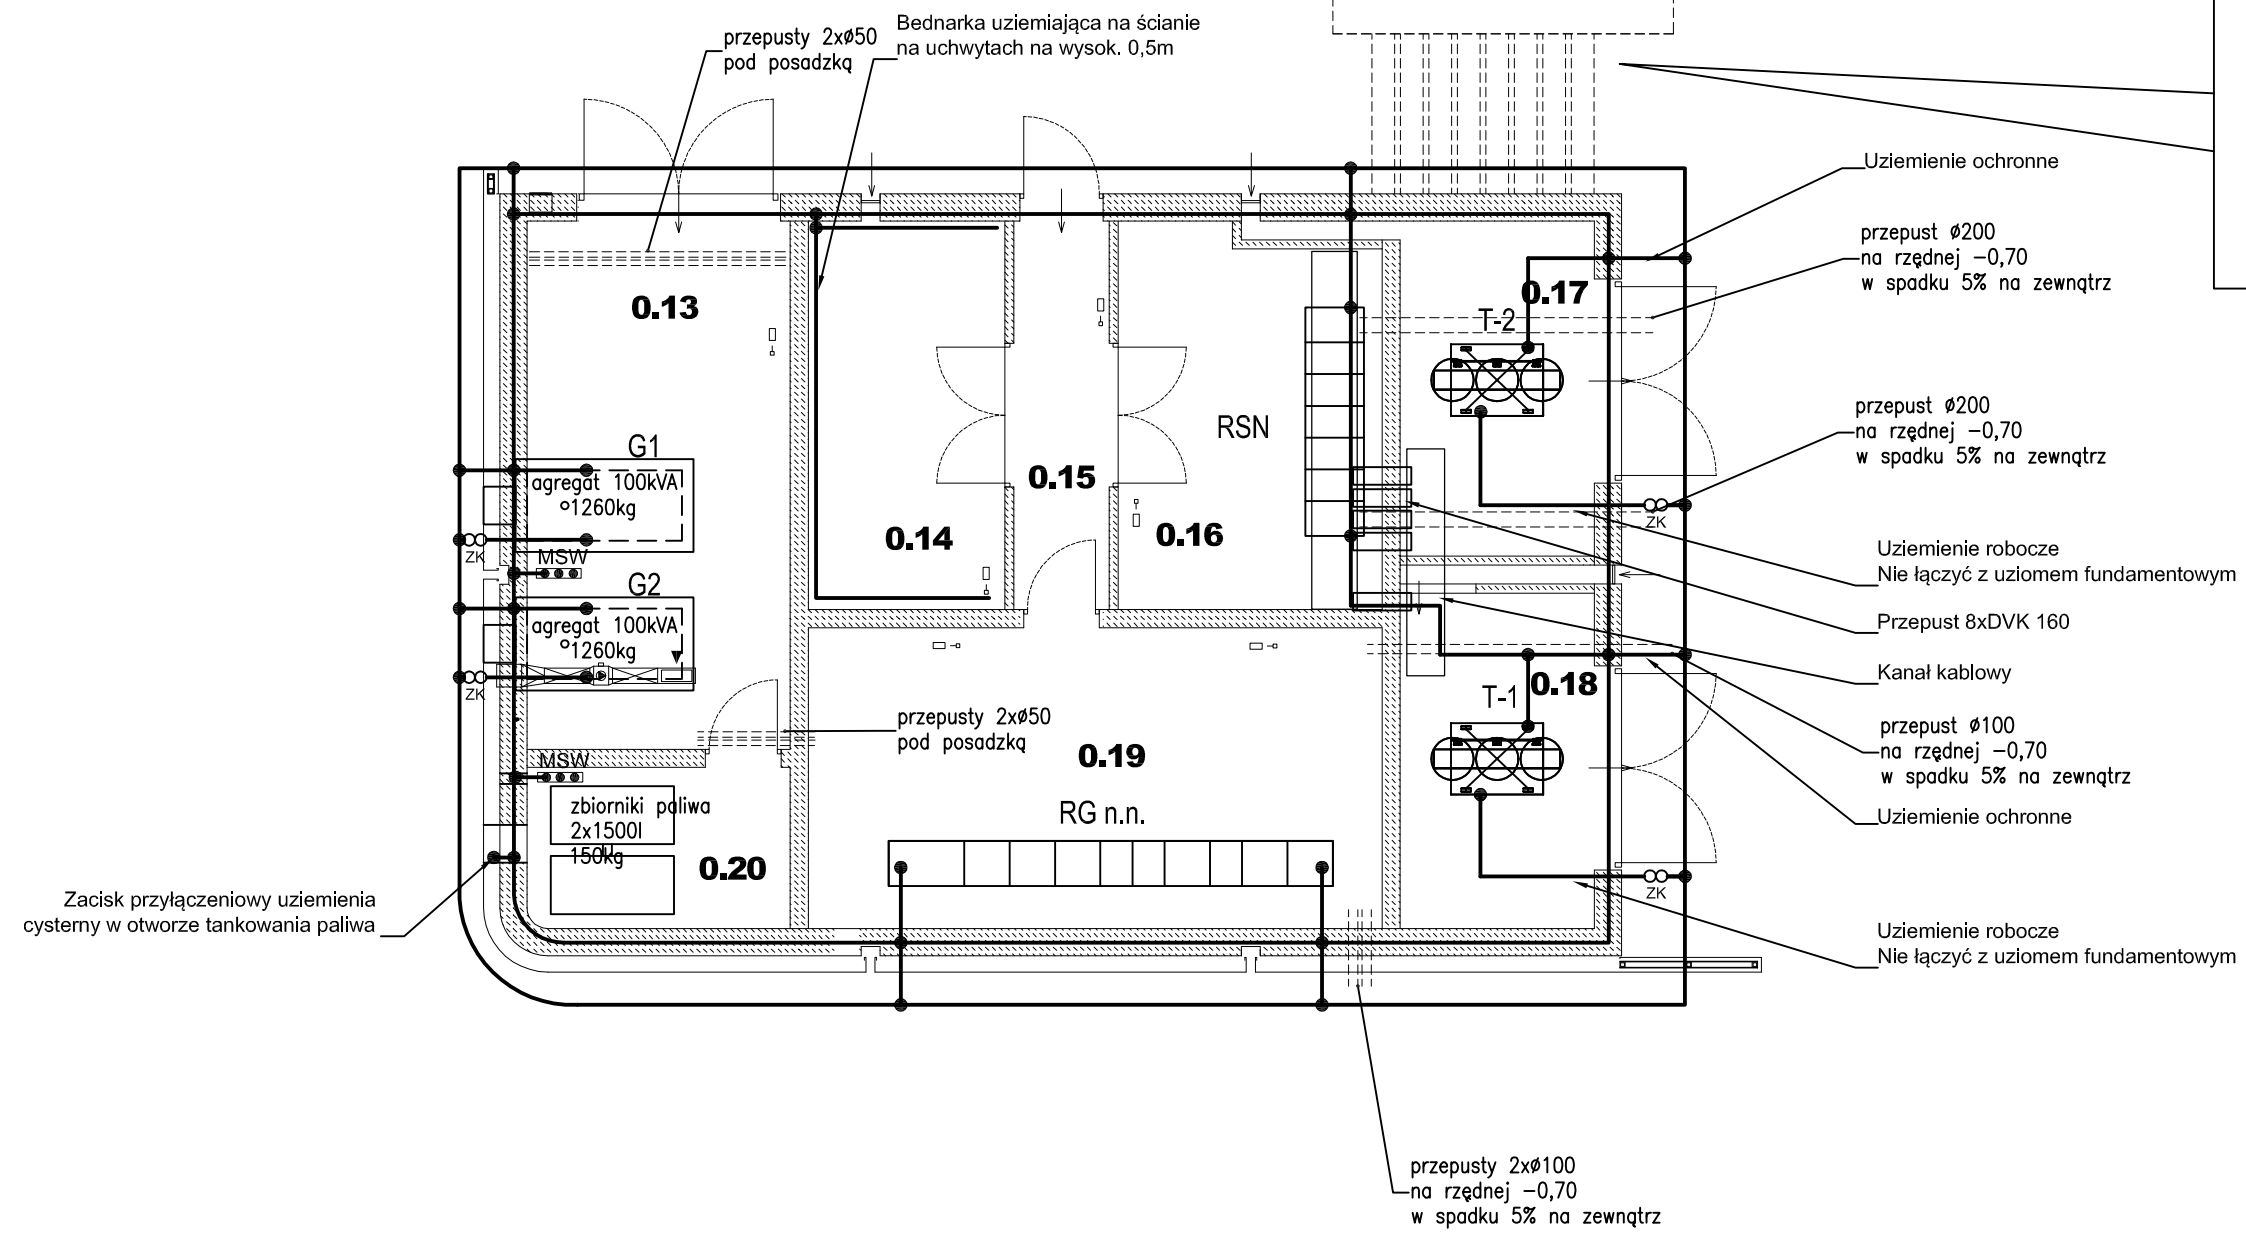 przepusty 2xø50
pod posadzką
Bednarka uziemiająca na ścianie
na uchwytach na wysok. 0,5m
Uziemienie ochronne
przepust ø200
na rzędnej −0,70
w spadku 5% na zewnątrz
0.13
0.17
T-2
przepust ø200
na rzędnej −0,70
w spadku 5% na zewnątrz
RSN
G1
agregat 100kVA
1260kg
0.15
0.14
0.16
ZK
ZK
MSW
Uziemienie robocze
Nie łączyć z uziomem fundamentowym
G2
agregat 100kVA
1260kg
Przepust 8xDVK 160
Kanał kablowy
ZK
T-1
0.18
przepusty 2xø50
pod posadzką
przepust ø100
na rzędnej −0,70
w spadku 5% na zewnątrz
0.19
MSW
zbiorniki paliwa
2x1500l
150kg
RG n.n.
Uziemienie ochronne
0.20
ZK
Zacisk przyłączeniowy uziemienia
cysterny w otworze tankowania paliwa
Uziemienie robocze
Nie łączyć z uziomem fundamentowym
przepusty 2xø100
na rzędnej −0,70
w spadku 5% na zewnątrz